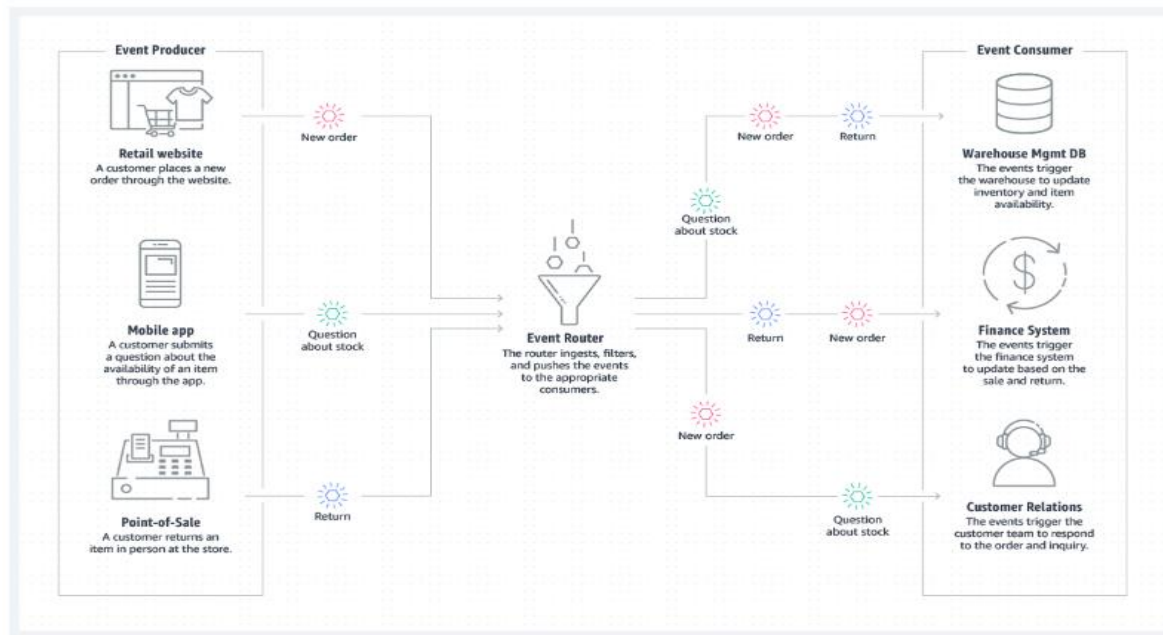 Event Producer
Retail website
A customer places a new
order through the website.
Mobile app
A customer submits
a question about the
availability of an item
through the app.
Point-of-Sale
A customer returns an
item in person at the store.
New order
Question
about stock
Return
Event Router
The router ingests, filters,
and pushes the events
to the appropriate
consumers.
New order
Return
Question
about stock
Return
New order
New order
Question
about stock
Event Consumer
Warehouse Mgmt DB
The events trigger
the warehouse to update
inventory and item
availability.
Finance System
The events trigger
the finance system
to update based on the
sale and return.
Customer Relations
The events trigger the
customer team to respond
to the order and inquiry.